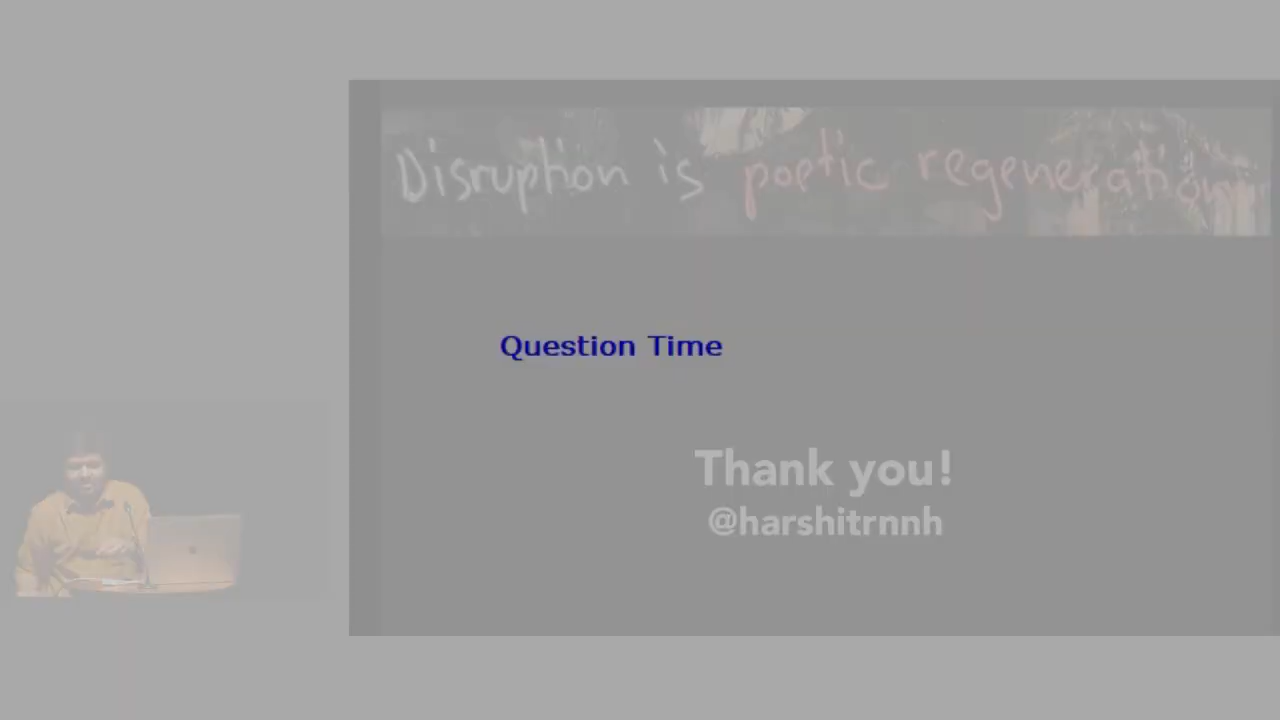 Disruption is poetic regeneration
Question Time
Thank you!
@harshitrnnh